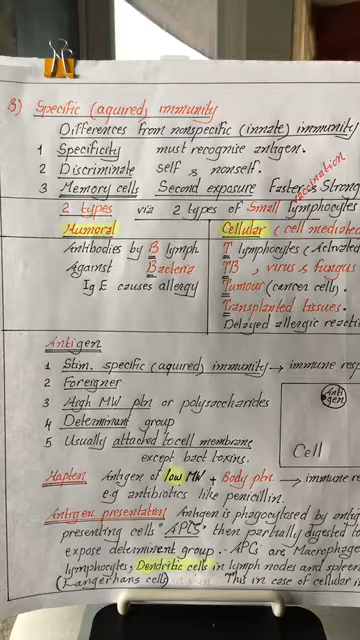 B) Specific (aquired) immunity
Differences from nonspecific (innate) immunity
1 Specificity must recognise antigen.
2 Discriminate self & nonself.
3 Memory cells Second exposure Faster & Strong
vaccination
2 types via 2 types of Small lymphocytes
Humoral
Antibodies by B lymph
Against Bacteria
Ig E causes allergy
Cellular (cell mediated
T lymphocytes (Activated
TB, virus & fungus
Tumour (cancer cells).
Transplanted tissues.
Delayed allergic reacti
Antigen
1 Stim. specific (aquired) immunity → immune resp
2 Foreigner
3 High MW ptn or polysaccharides
4 Determinant group
5 Usually attached to cell membrane
except bact toxins.
Antigen
Cell
Hapten Antigen of low MW + Body ptn. → immune re
e.g antibiotics like penicillin.
Antigen presentation Antigen is phagocytosed by antig
presenting cells "APCS" then partially digested to
expose determinent group. . APCs are Macrophage
lymphocytes, Dendritic cells in lymph nodes and spleen
(Langerhans cells) This in case of cellular i